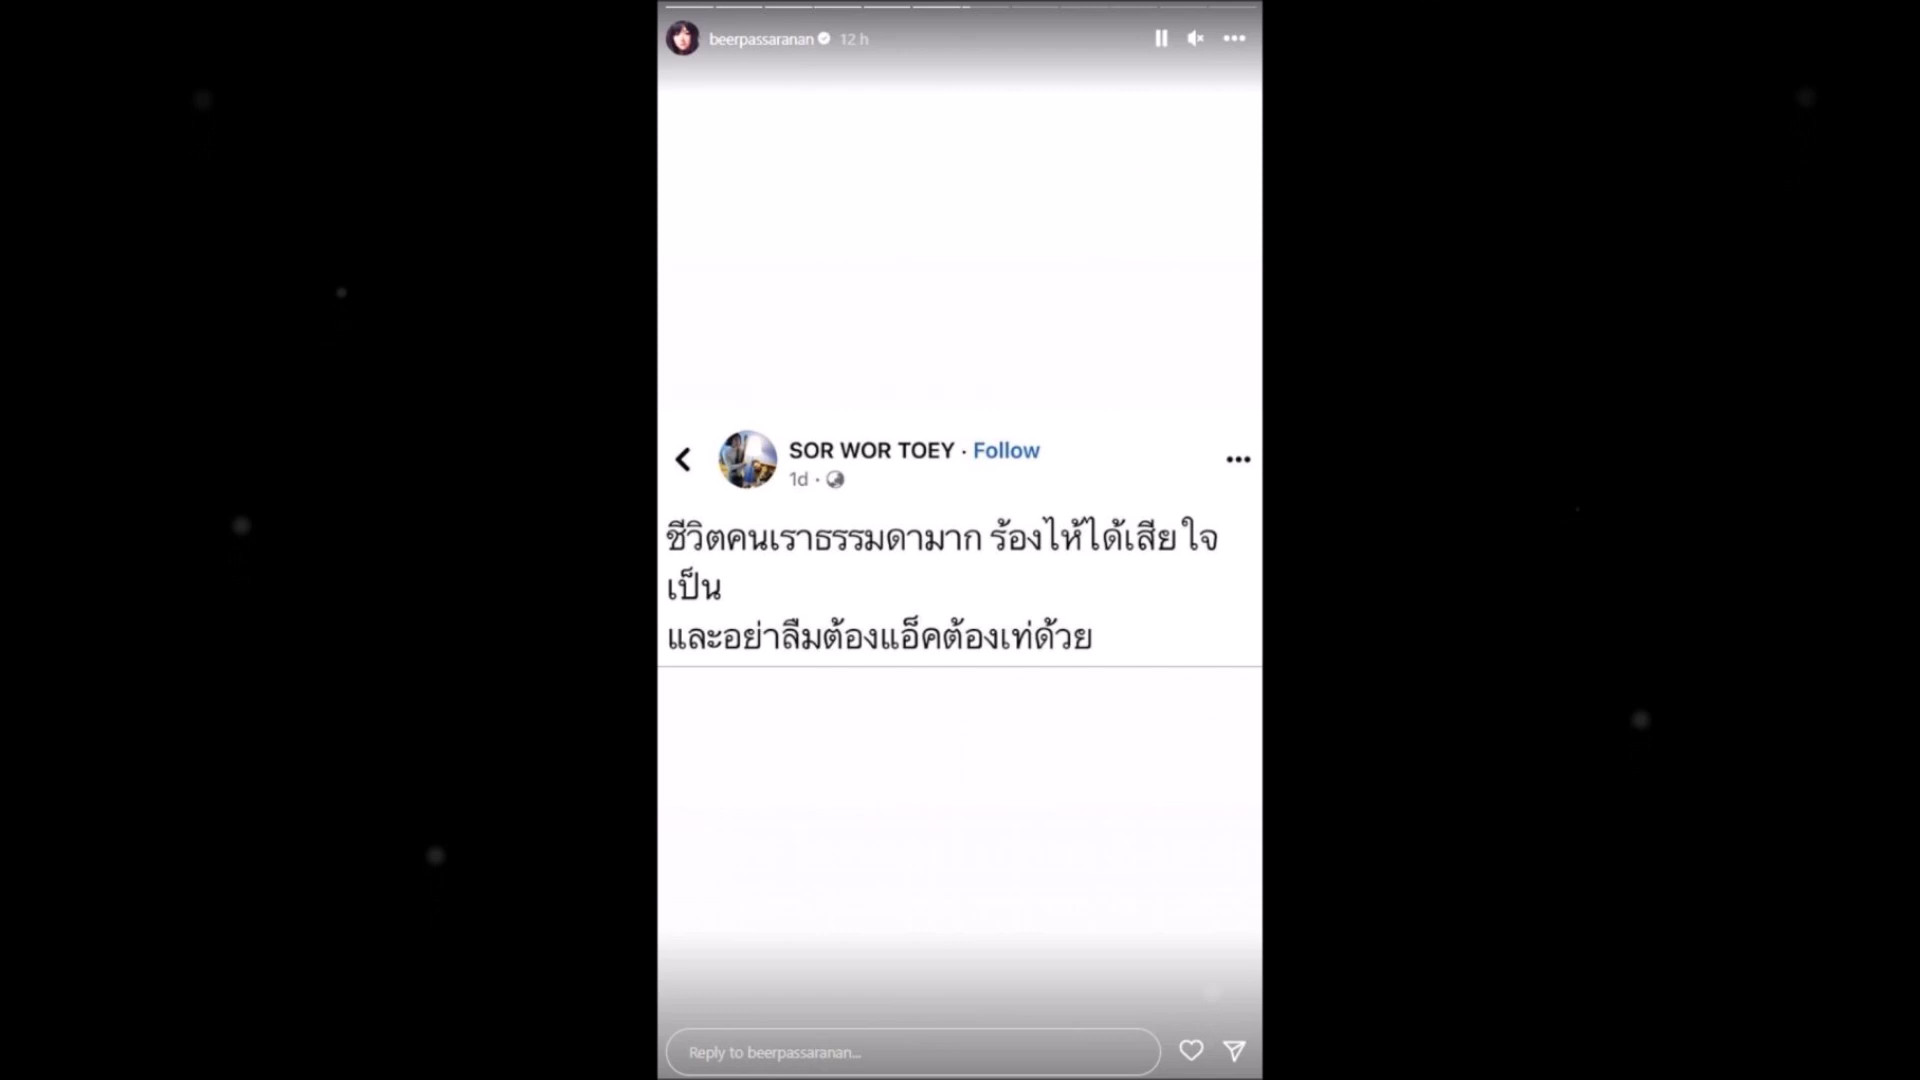 beerpassaranan 12 h
SOR WOR TOEY · Follow
1d ·
ชีวิตคนเราธรรมดามาก ร้องไห้ได้เสียใจ
เป็น
และอย่าลืมต้องแอ็คต้องเท่ด้วย
Reply to beerpassaranan...